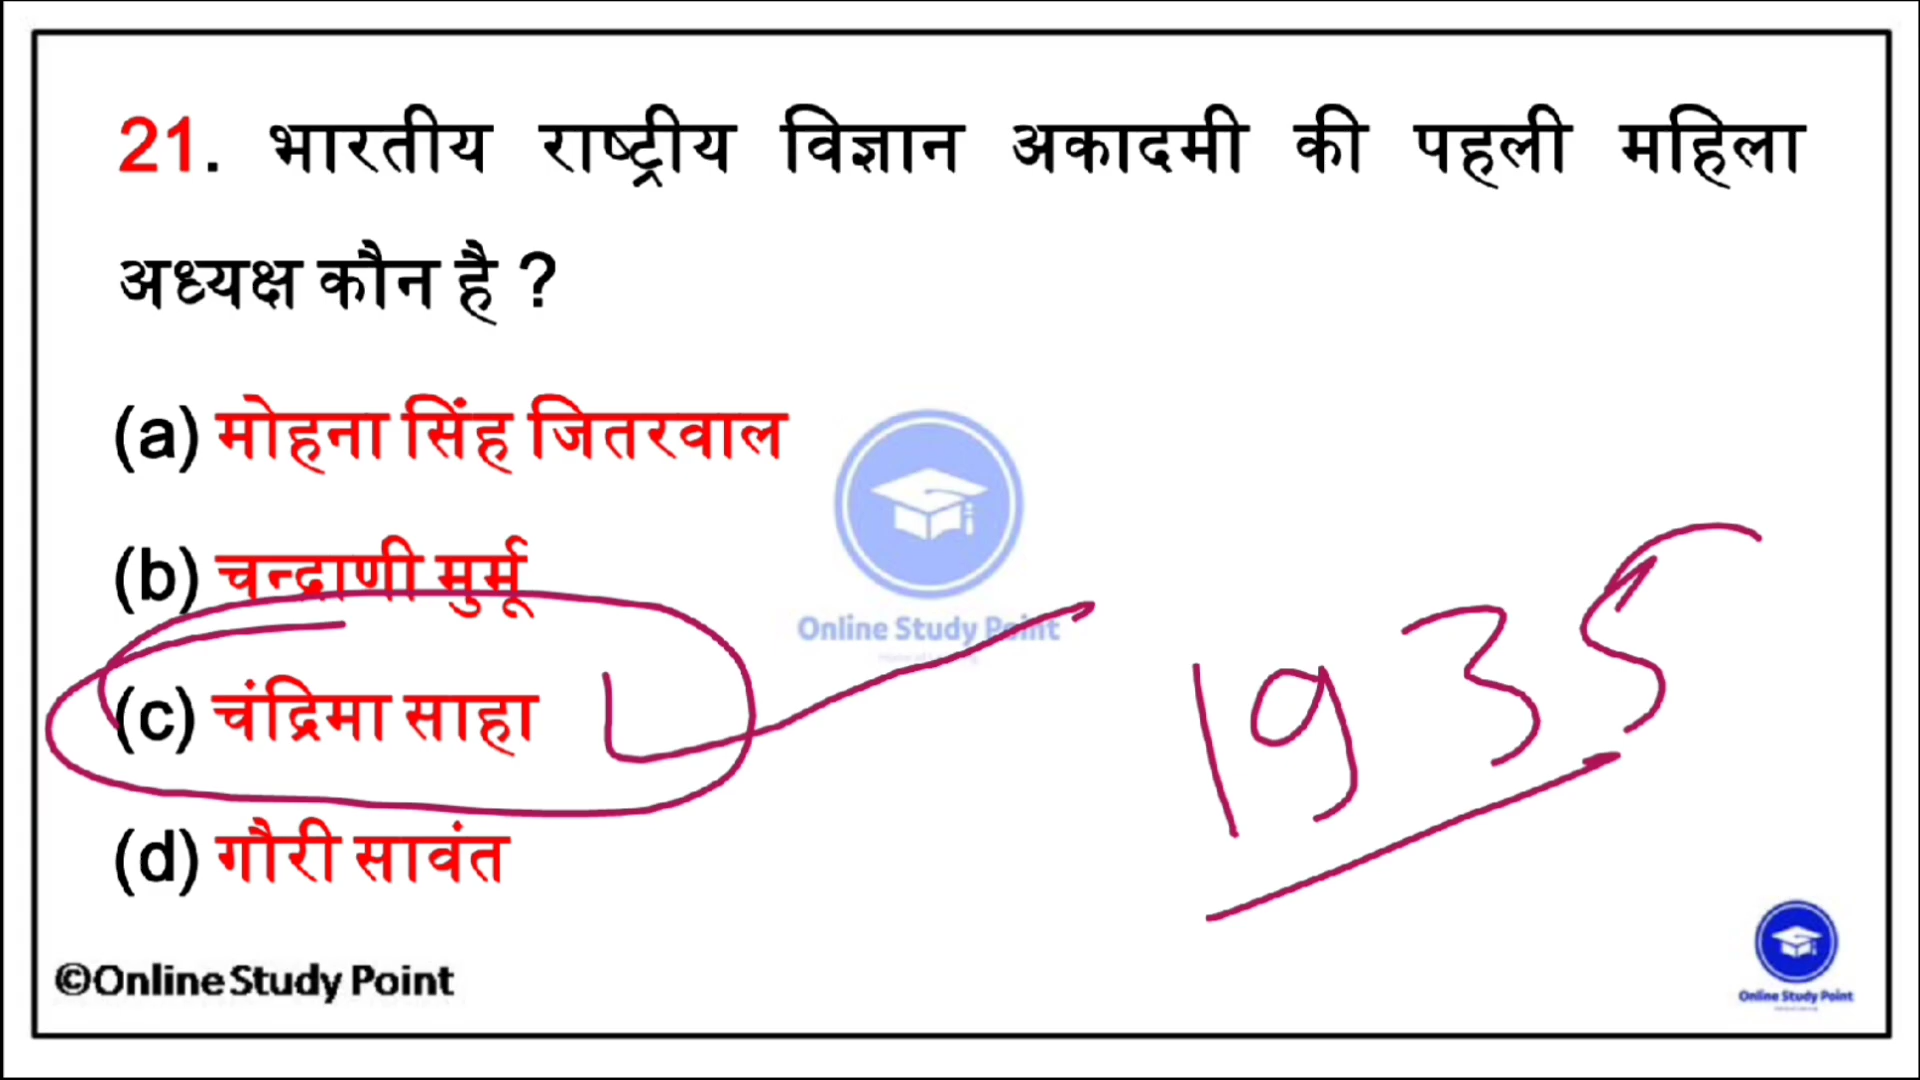 21. भारतीय राष्ट्रीय विज्ञान अकादमी की पहली महिला
अध्यक्ष कौन है ?
(a) मोहना सिंह जितरवाल
(b) चन्द्राणी मुर्मू
(c) चंद्रिमा साहा
(d) गौरी सावंत
Online Study Point
1935
©Online Study Point
Online Study Point